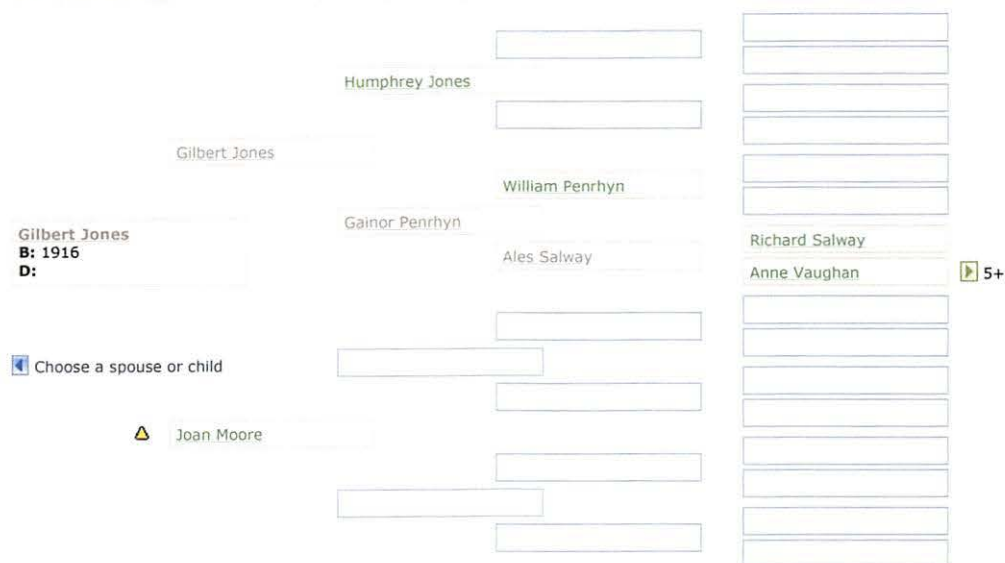 Humphrey Jones
Gilbert Jones
William Penrhyn
Gainor Penrhyn
Gilbert Jones
B: 1916
D:
Ales Salway
Richard Salway
Anne Vaughan
5+
Choose a spouse or child
Joan Moore